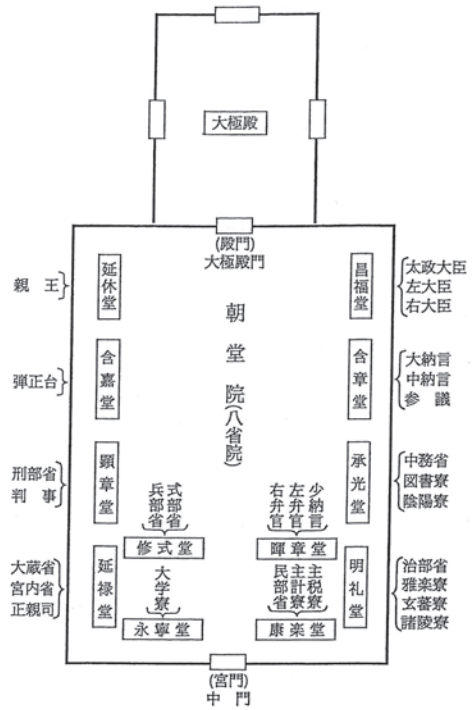 大極殿
(殿門)
大極殿門
延休堂
親王
昌福堂
太政大臣
左大臣
右大臣
朝堂院(八省院)
含嘉堂
弾正台
含章堂
大納言
中納言
参議
顕章堂
刑部省
判事
承光堂
中務省
図書寮
陰陽寮
式部省
兵部省
修式堂
少納言
左弁官
右弁官
暉章堂
延禄堂
大蔵省
宮内省
正親司
大学寮
永寧堂
主税寮
主計寮
民部省
康楽堂
明礼堂
治部省
雅楽寮
玄蕃寮
諸陵寮
(宮門)
中門